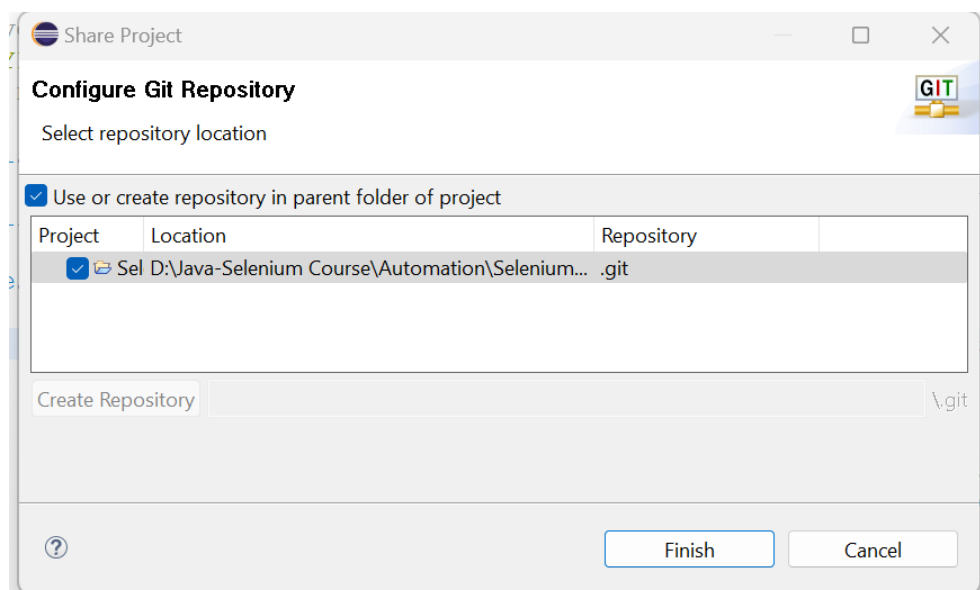 Share Project
Configure Git Repository
GIT
Select repository location
Use or create repository in parent folder of project
Project Location Repository
Sel D:\Java-Selenium Course\Automation\Selenium... .git
Create Repository \.git
? Finish Cancel